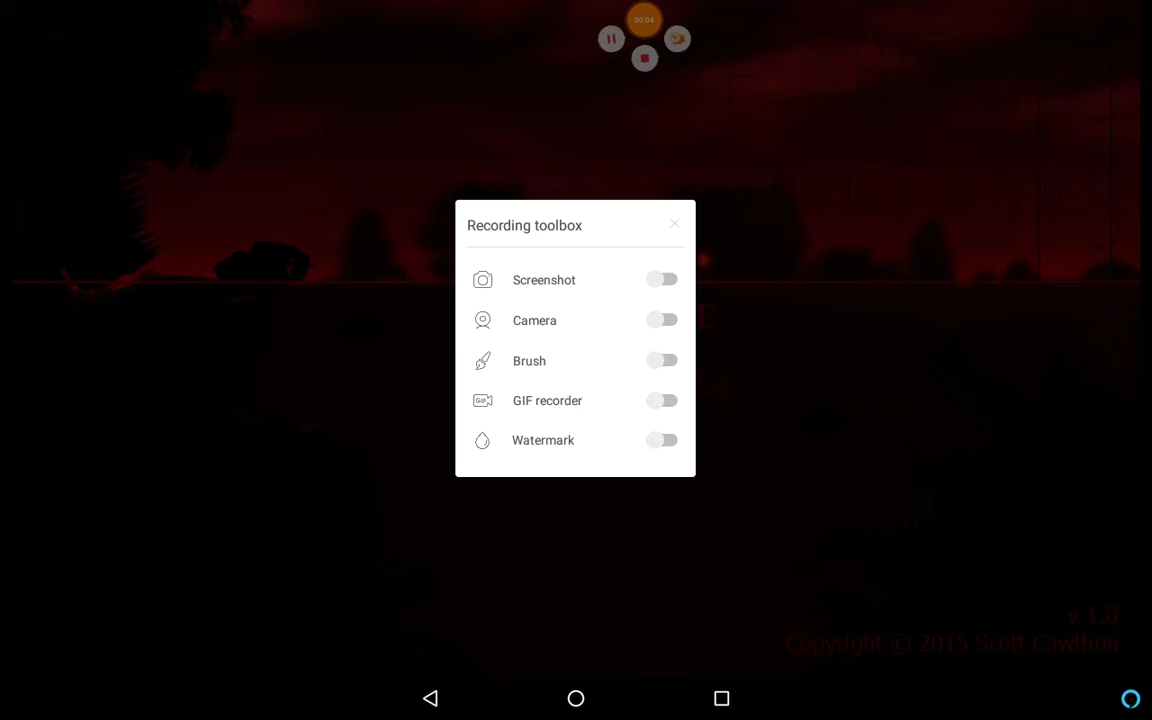 00:04
Recording toolbox
Screenshot
Camera
Brush
GIF recorder
Watermark
v 1.0
Copyright © 2015 Scott Cawthon